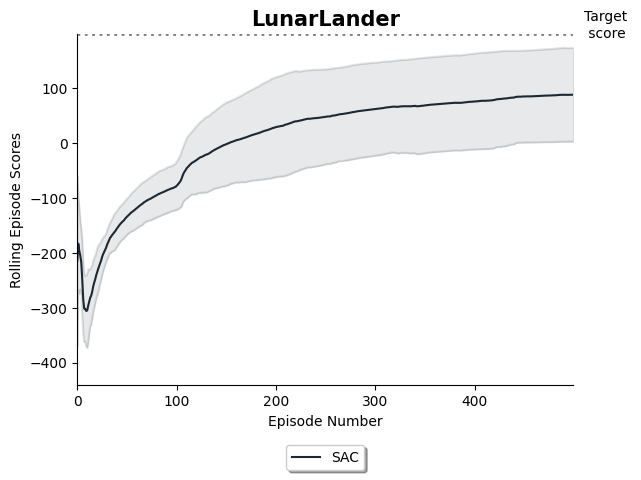 LunarLander
Target
score
100
0
−100
−200
−300
−400
Rolling Episode Scores
0 100 200 300 400
Episode Number
SAC